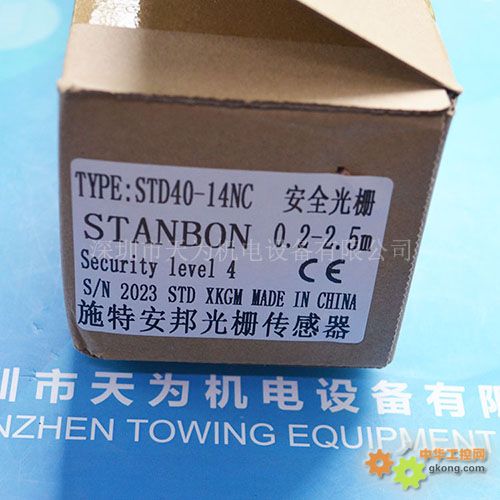 TYPE:STD40-14NC 安全光栅
STANBON 0.2-2.5m
深圳市天为机电设备有限公司
Security level 4 CE
S/N 2023 STD XKGM MADE IN CHINA
施特安邦光栅传感器
圳市天为机电设备有限
NZHEN TOWING EQUIPMENT
中华工控网
gkong.com